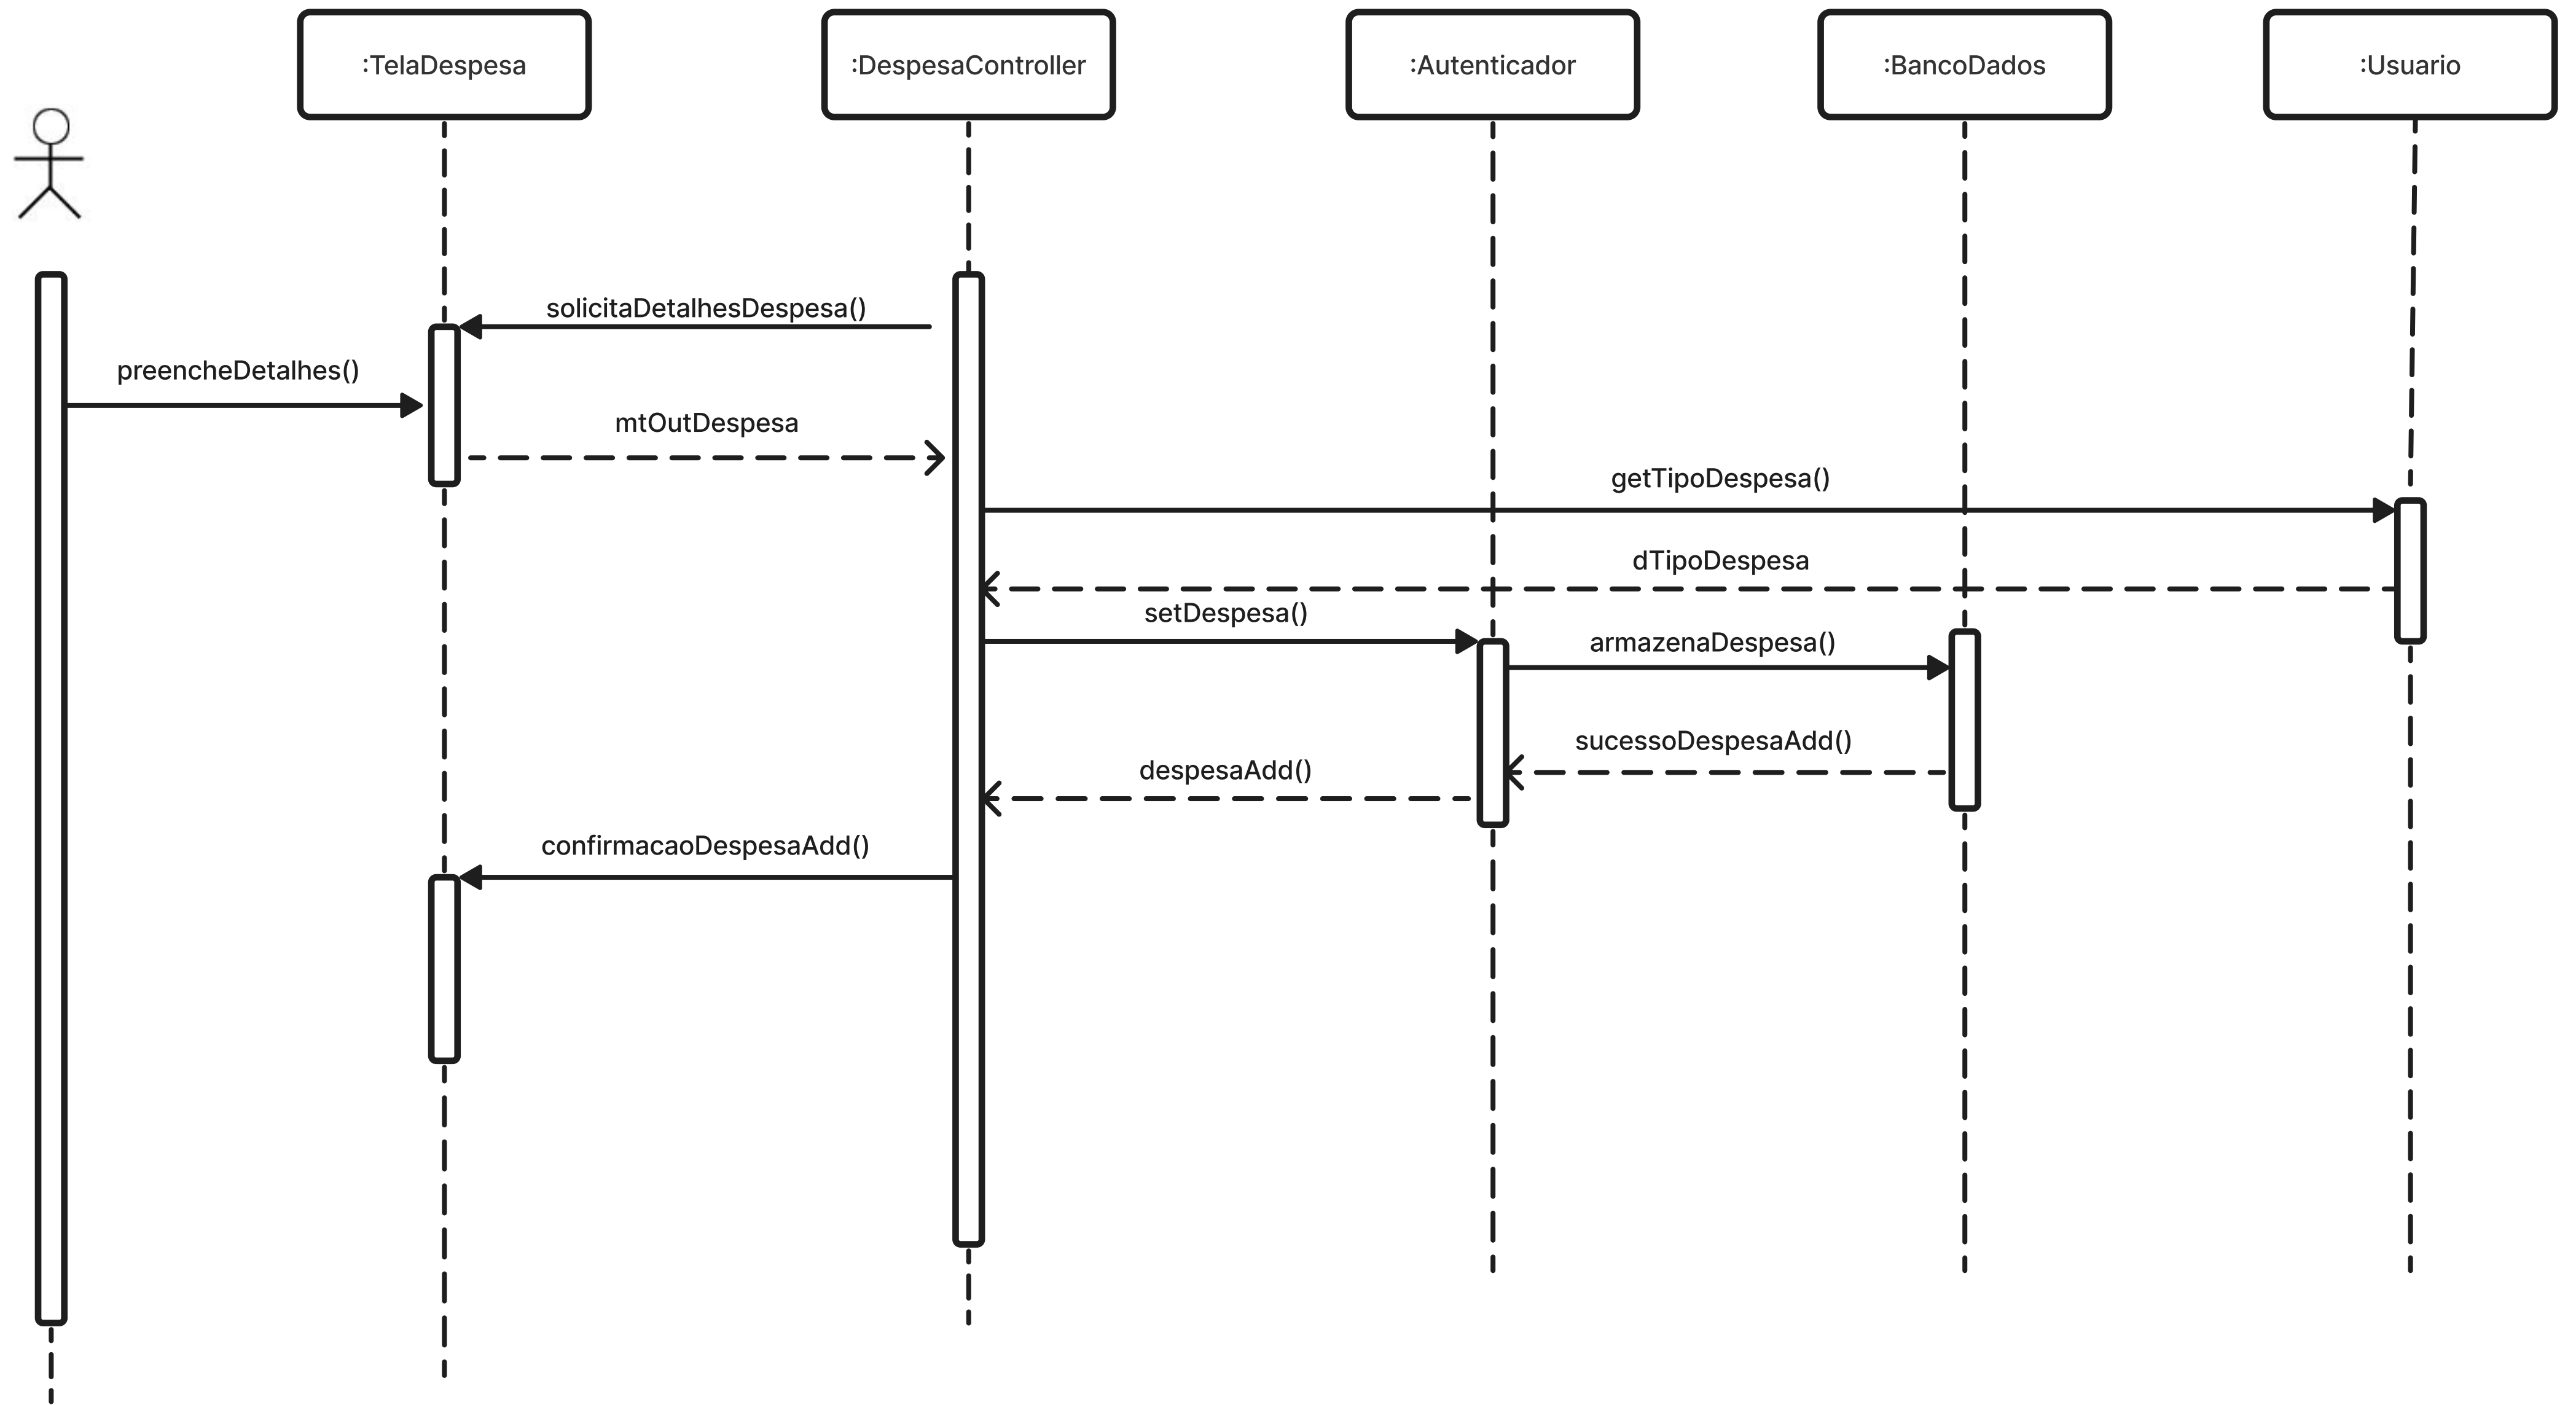 :TelaDespesa
:DespesaController
:Autenticador
:BancoDados
:Usuario
solicitaDetalhesDespesa()
preencheDetalhes()
mtOutDespesa
getTipoDespesa()
dTipoDespesa
setDespesa()
armazenaDespesa()
sucessoDespesaAdd()
despesaAdd()
confirmacaoDespesaAdd()